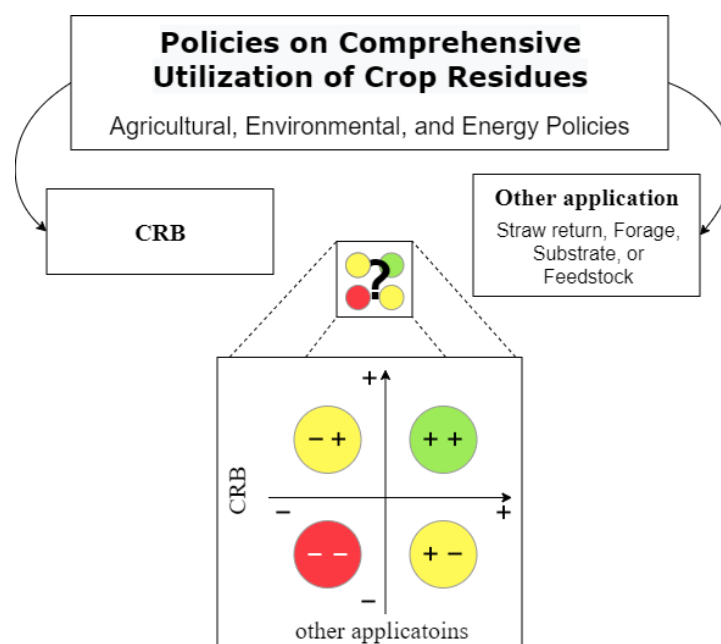 Policies on Comprehensive
Utilization of Crop Residues
Agricultural, Environmental, and Energy Policies
CRB
Other application
Straw return, Forage,
Substrate, or
Feedstock
?
+
- +
+ +
CRB
-
+
- -
+ -
-
other applicatoins